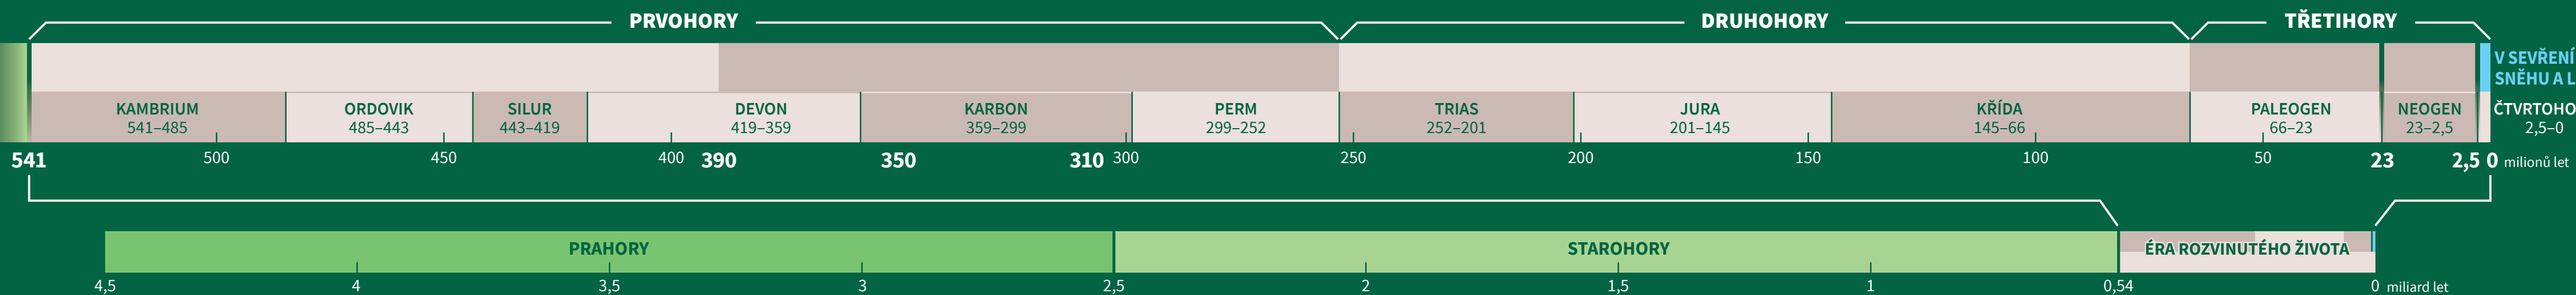 PRVOHORY DRUHOHORY TŘETIHORY
V SEVŘENÍ
SNĚHU A L
KAMBRIUM ORDOVIK SILUR DEVON KARBON PERM TRIAS JURA KŘÍDA PALEOGEN NEOGEN ČTVRTOHO
541–485 485–443 443–419 419–359 359–299 299–252 252–201 201–145 145–66 66–23 23–2,5 2,5–0
541 500 450 400 390 350 310 300 250 200 150 100 50 23 2,5 0 milionů let
PRAHORY STAROHORY ÉRA ROZVINUTÉHO ŽIVOTA
4,5 4 3,5 3 2,5 2 1,5 1 0,54 0 miliard let